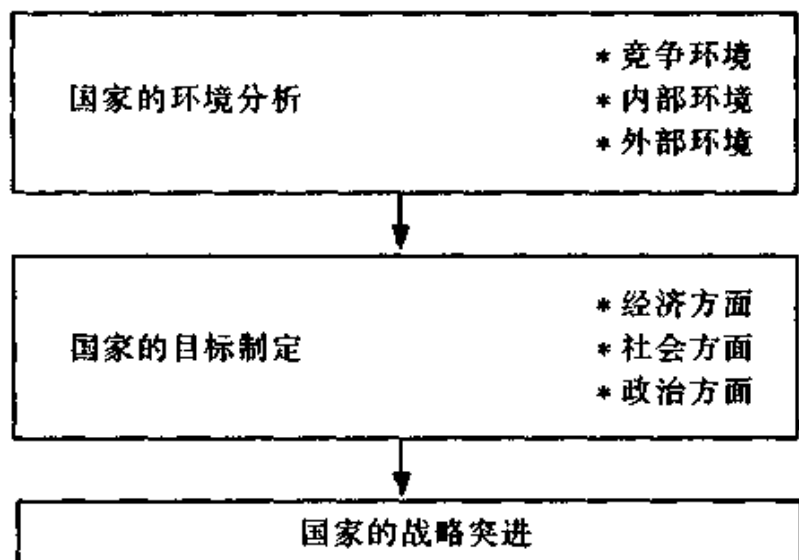 * 竞争环境
国家的环境分析
* 内部环境
* 外部环境
* 经济方面
国家的目标制定
* 社会方面
* 政治方面
国家的战略突进